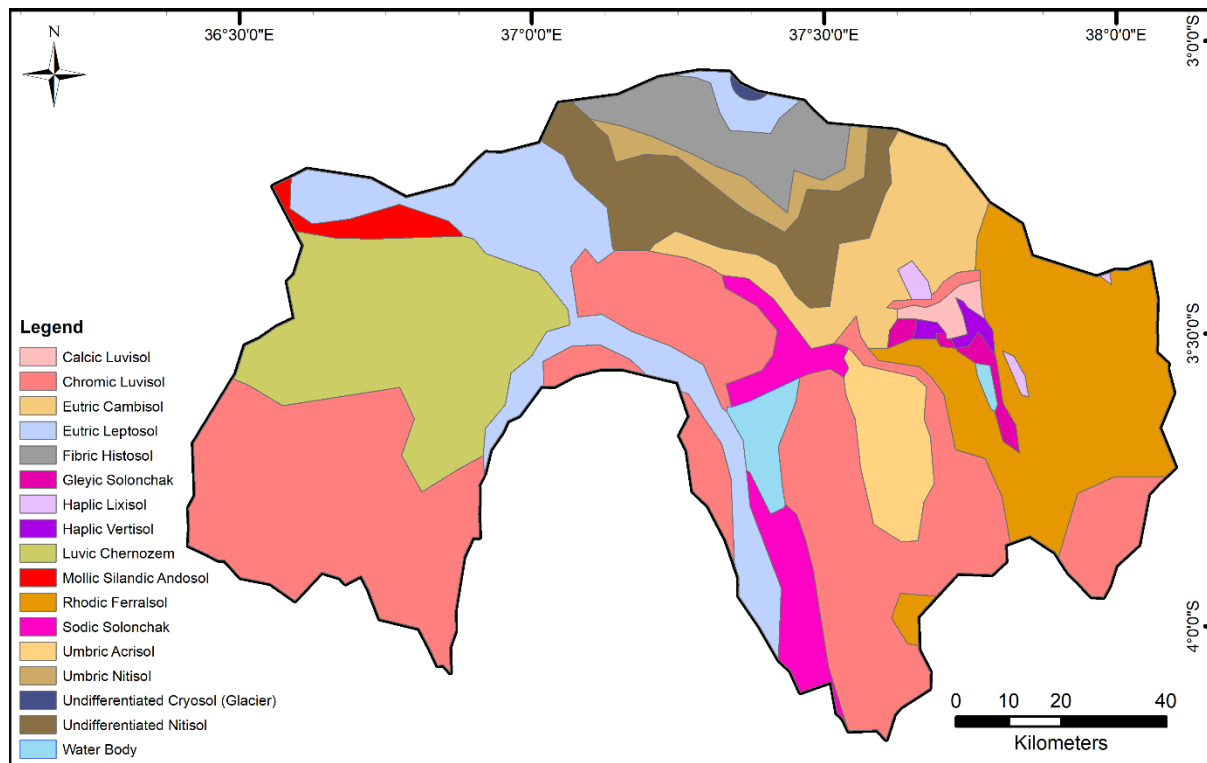 N
36°30'0"E
37°0'0"E
37°30'0"E
38°0'0"E
3°0'0"S
3°30'0"S
4°0'0"S
Legend
Calcic Luvisol
Chromic Luvisol
Eutric Cambisol
Eutric Leptosol
Fibric Histosol
Gleyic Solonchak
Haplic Lixisol
Haplic Vertisol
Luvic Chernozem
Mollic Silandic Andosol
Rhodic Ferralsol
Sodic Solonchak
Umbric Acrisol
Umbric Nitisol
Undifferentiated Cryosol (Glacier)
Undifferentiated Nitisol
Water Body
0 10 20 40
Kilometers